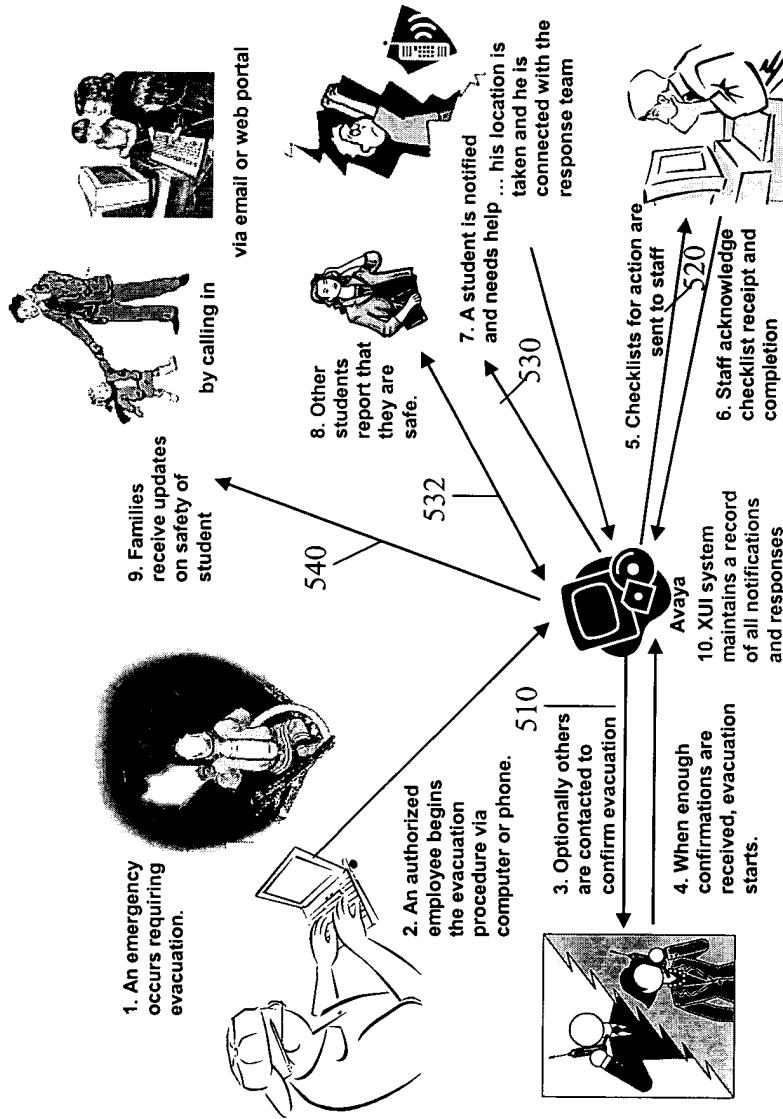 1. An emergency
occurs requiring
evacuation.
2. An authorized
employee begins
the evacuation
procedure via
computer or phone.
3. Optionally others
are contacted to
confirm evacuation
510
4. When enough
confirmations are
received, evacuation
starts.
5. Checklists for action are
sent to staff
520
6. Staff acknowledge
checklist receipt and
completion
7. A student is notified
and needs help ... his location is
taken and he is
connected with the
response team
530
8. Other
students
report that
they are
safe.
532
9. Families
receive updates
on safety of
student
540
by calling in
via email or web portal
Avaya
10. XUI system
maintains a record
of all notifications
and responses